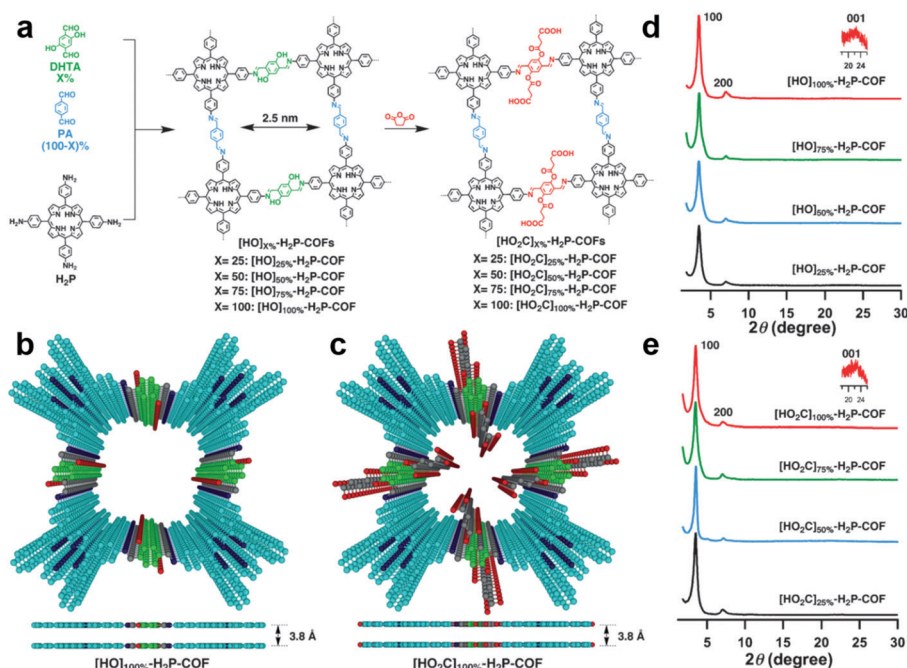 a
CHO
HO
OH
CHO
DHTA
X%
CHO
CHO
PA
(100-X)%
NH₂
H₂N
NH₂
NH₂
H₂P
2.5 nm
[HO]X%-H₂P-COFs
X= 25: [HO]25%-H₂P-COF
X= 50: [HO]50%-H₂P-COF
X= 75: [HO]75%-H₂P-COF
X= 100: [HO]100%-H₂P-COF
COOH
HOOC
COOH
HOOC
[HO₂C]X%-H₂P-COFs
X= 25: [HO₂C]25%-H₂P-COF
X= 50: [HO₂C]50%-H₂P-COF
X= 75: [HO₂C]75%-H₂P-COF
X= 100: [HO₂C]100%-H₂P-COF
b
3.8 Å
[HO]100%-H₂P-COF
c
3.8 Å
[HO₂C]100%-H₂P-COF
d
100
001
20 24
200
[HO]100%-H₂P-COF
[HO]75%-H₂P-COF
[HO]50%-H₂P-COF
[HO]25%-H₂P-COF
5 10 15 20 25 30
2θ (degree)
e
100
001
20 24
200
[HO₂C]100%-H₂P-COF
[HO₂C]75%-H₂P-COF
[HO₂C]50%-H₂P-COF
[HO₂C]25%-H₂P-COF
5 10 15 20 25 30
2θ (degree)